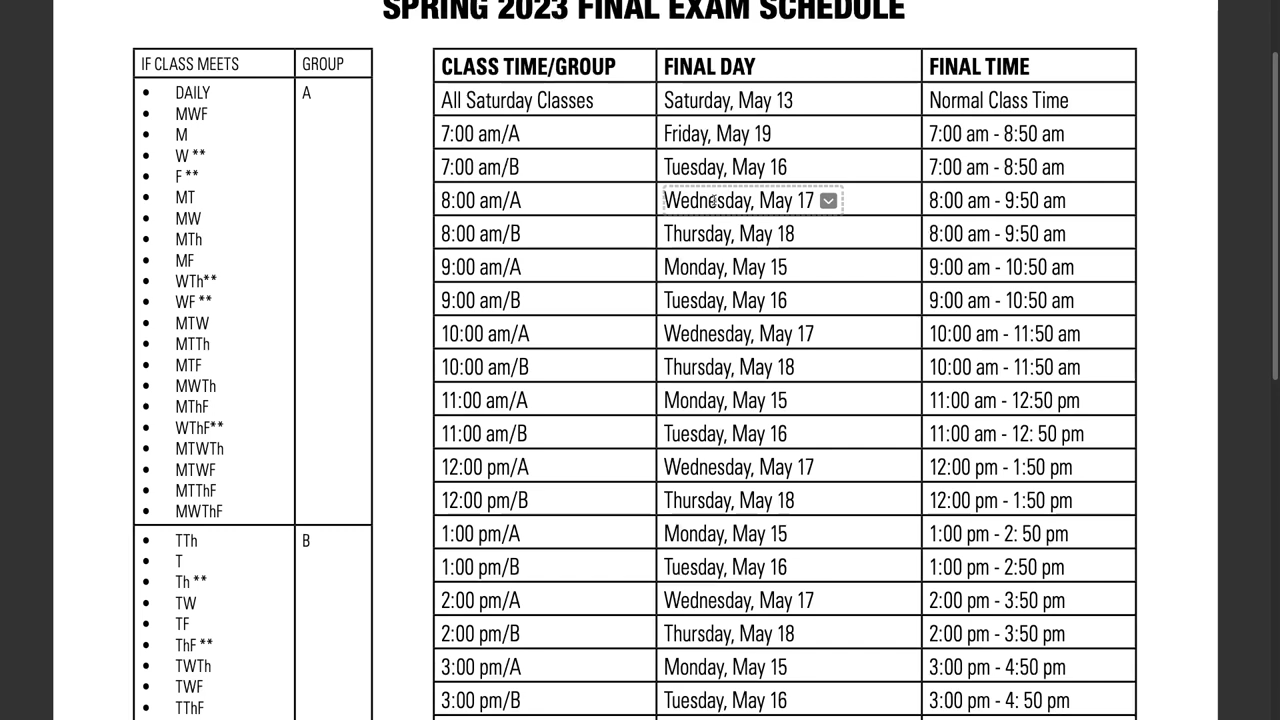 SPRING 2023 FINAL EXAM SCHEDULE
IF CLASS MEETS GROUP
• DAILY A
• MWF
• M
• W **
• F **
• MT
• MW
• MTh
• MF
• WTh**
• WF **
• MTW
• MTTh
• MTF
• MWTh
• MThF
• WThF**
• MTWTh
• MTWF
• MTThF
• MWThF
• TTh B
• T
• Th **
• TW
• TF
• ThF **
• TWTh
• TWF
• TThF
CLASS TIME/GROUP FINAL DAY FINAL TIME
All Saturday Classes Saturday, May 13 Normal Class Time
7:00 am/A Friday, May 19 7:00 am - 8:50 am
7:00 am/B Tuesday, May 16 7:00 am - 8:50 am
8:00 am/A Wednesday, May 17 8:00 am - 9:50 am
8:00 am/B Thursday, May 18 8:00 am - 9:50 am
9:00 am/A Monday, May 15 9:00 am - 10:50 am
9:00 am/B Tuesday, May 16 9:00 am - 10:50 am
10:00 am/A Wednesday, May 17 10:00 am - 11:50 am
10:00 am/B Thursday, May 18 10:00 am - 11:50 am
11:00 am/A Monday, May 15 11:00 am - 12:50 pm
11:00 am/B Tuesday, May 16 11:00 am - 12: 50 pm
12:00 pm/A Wednesday, May 17 12:00 pm - 1:50 pm
12:00 pm/B Thursday, May 18 12:00 pm - 1:50 pm
1:00 pm/A Monday, May 15 1:00 pm - 2: 50 pm
1:00 pm/B Tuesday, May 16 1:00 pm - 2:50 pm
2:00 pm/A Wednesday, May 17 2:00 pm - 3:50 pm
2:00 pm/B Thursday, May 18 2:00 pm - 3:50 pm
3:00 pm/A Monday, May 15 3:00 pm - 4:50 pm
3:00 pm/B Tuesday, May 16 3:00 pm - 4: 50 pm